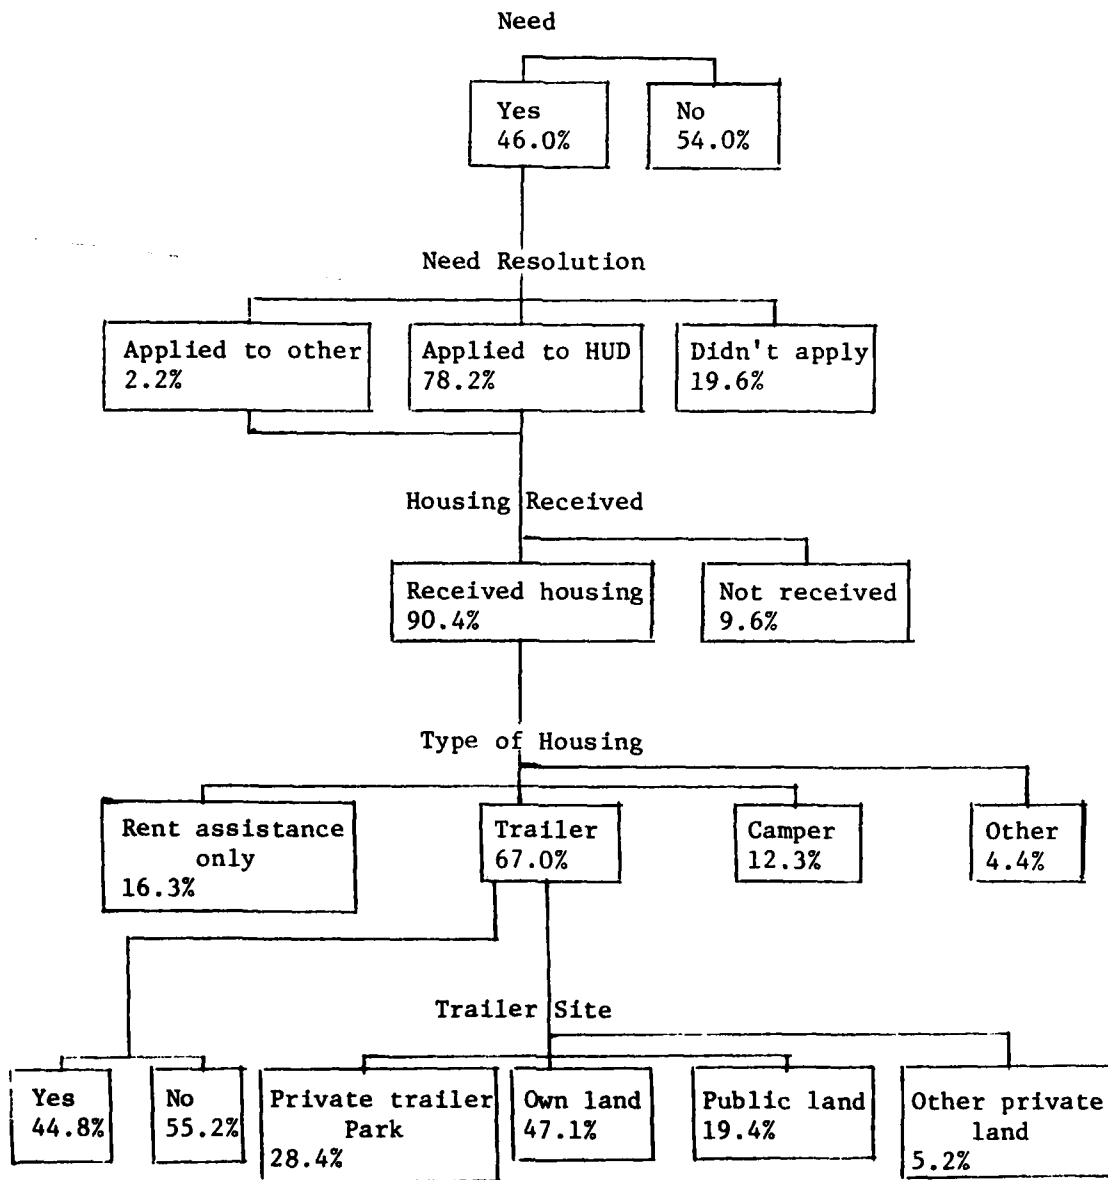 Need
Yes
46.0%
No
54.0%
Need Resolution
Applied to other
2.2%
Applied to HUD
78.2%
Didn't apply
19.6%
Housing Received
Received housing
90.4%
Not received
9.6%
Type of Housing
Rent assistance
only
16.3%
Trailer
67.0%
Camper
12.3%
Other
4.4%
Trailer Site
Yes
44.8%
No
55.2%
Private trailer
Park
28.4%
Own land
47.1%
Public land
19.4%
Other private
land
5.2%